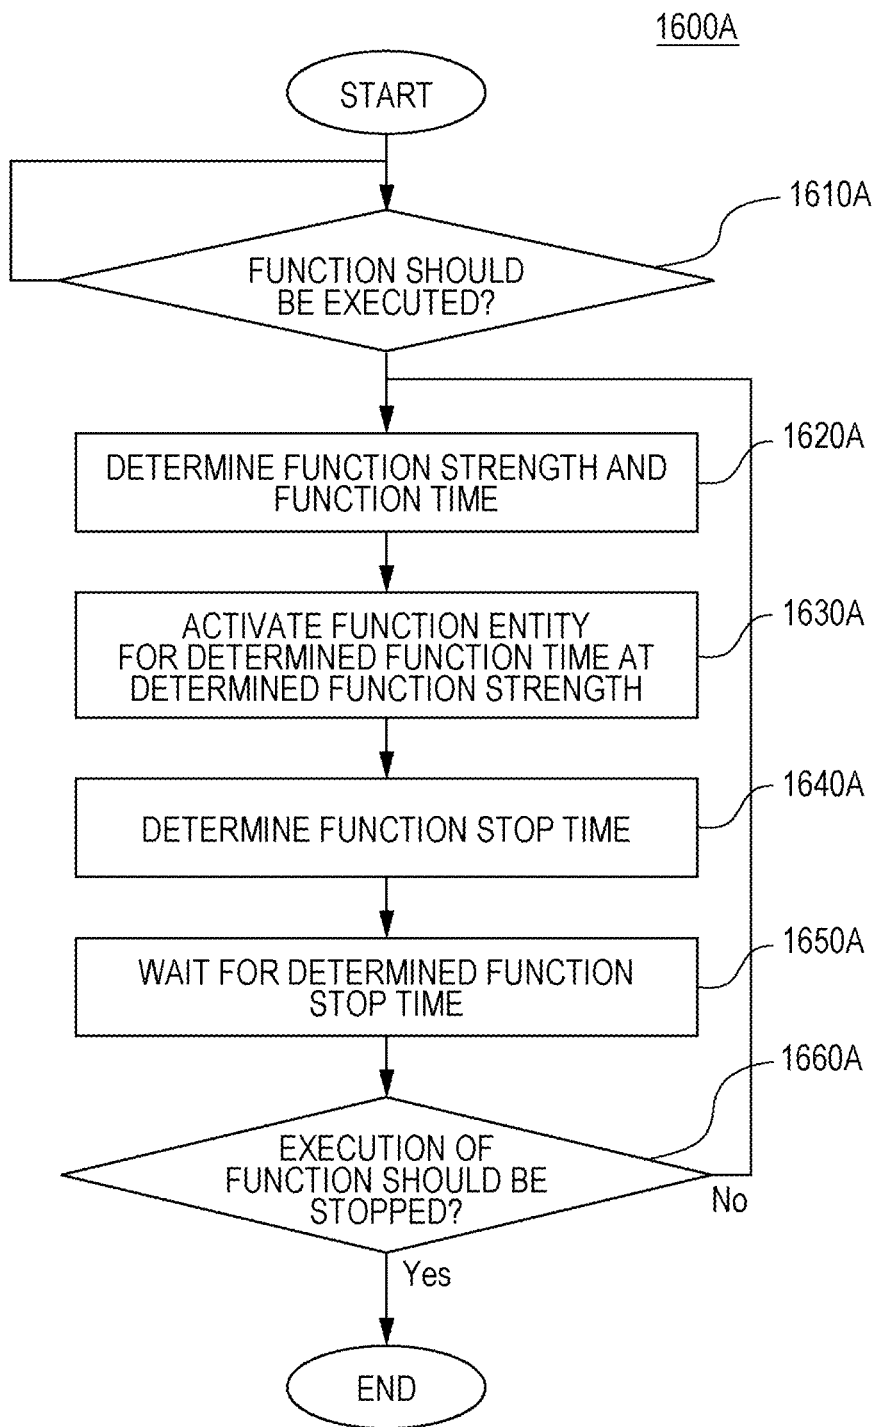 1600A
START
1610A
FUNCTION SHOULD
BE EXECUTED?
1620A
DETERMINE FUNCTION STRENGTH AND
FUNCTION TIME
1630A
ACTIVATE FUNCTION ENTITY
FOR DETERMINED FUNCTION TIME AT
DETERMINED FUNCTION STRENGTH
1640A
DETERMINE FUNCTION STOP TIME
1650A
WAIT FOR DETERMINED FUNCTION
STOP TIME
1660A
EXECUTION OF
FUNCTION SHOULD BE
STOPPED?
No
Yes
END